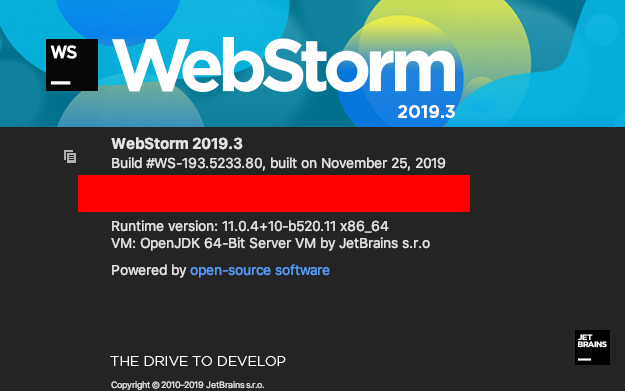 WS
WebStorm
2019.3
WebStorm 2019.3
Build #WS-193.5233.80, built on November 25, 2019
Runtime version: 11.0.4+10-b520.11 x86_64
VM: OpenJDK 64-Bit Server VM by JetBrains s.r.o
Powered by open-source software
JET
BRAINS
THE DRIVE TO DEVELOP
Copyright © 2010–2019 JetBrains s.r.o.